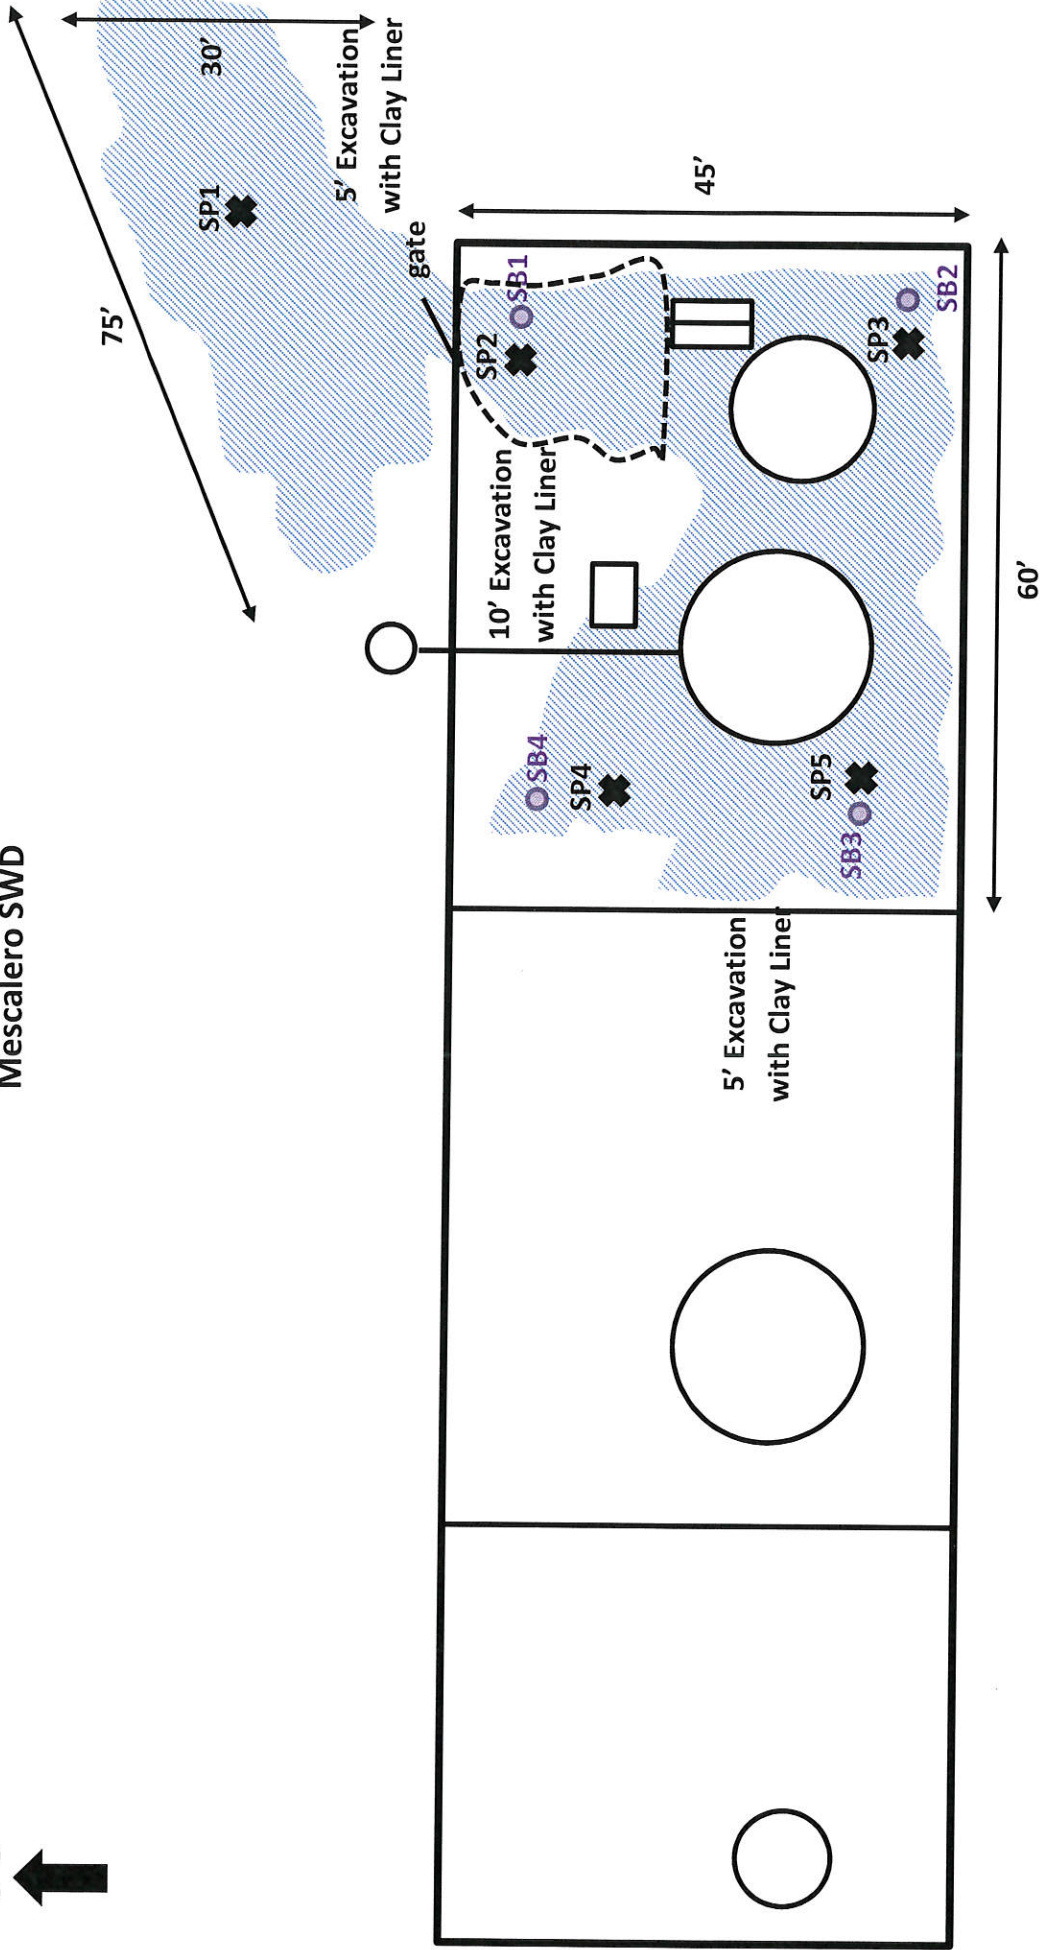 Mescalero SWD
75’
30’
SP1
5’ Excavation
with Clay Liner
gate
45’
SP2
SB1
SP3
SB2
10’ Excavation
with Clay Liner
60’
SB4
SP4
SP5
SB3
5’ Excavation
with Clay Liner